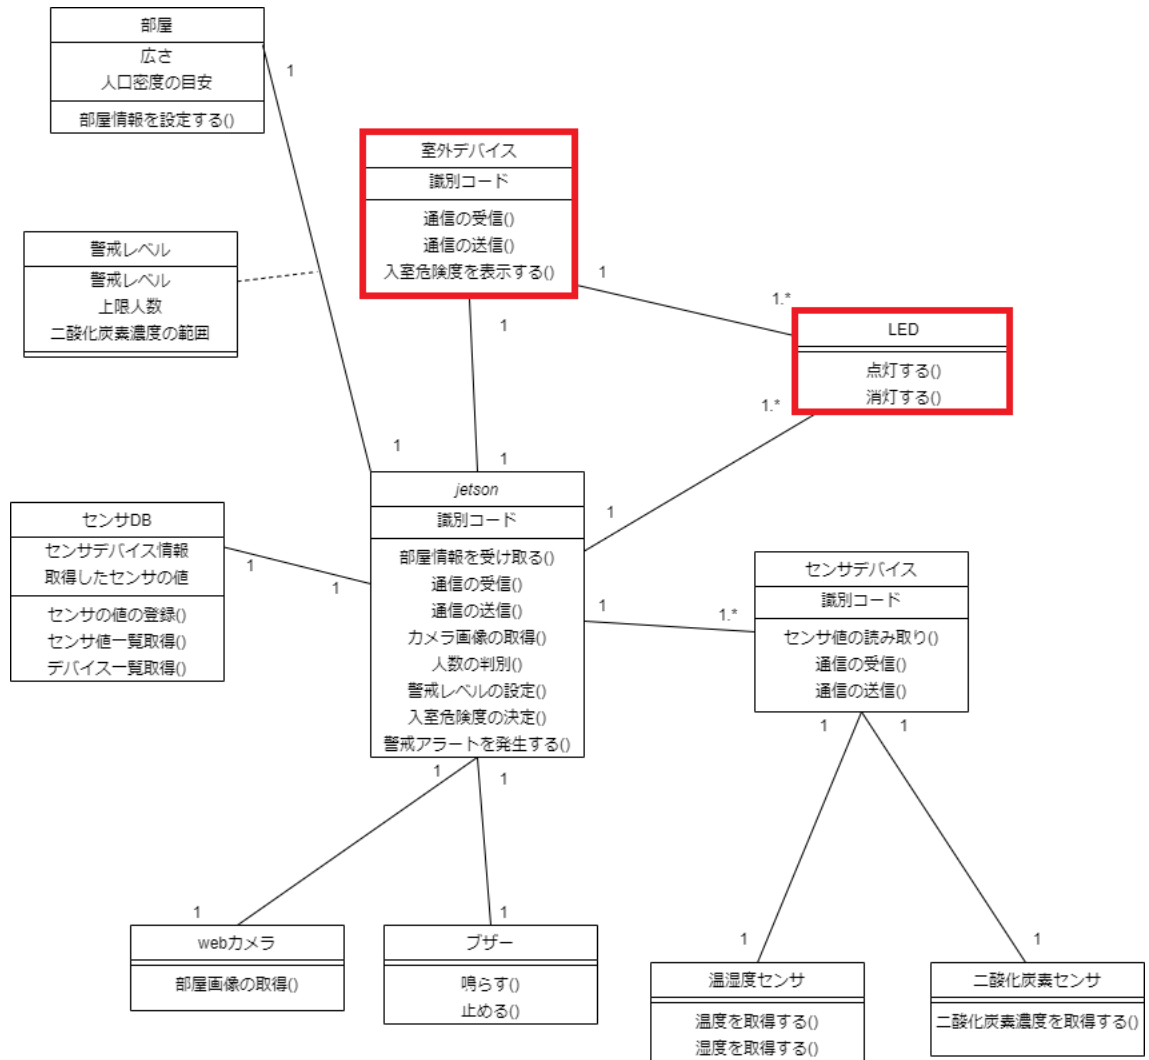 部屋
広さ
人口密度の目安
部屋情報を設定する()
1
室外デバイス
識別コード
通信の受信()
通信の送信()
入室危険度を表示する()
1
1.*
1
警戒レベル
警戒レベル
上限人数
二酸化炭素濃度の範囲
LED
点灯する()
消灯する()
1.*
1
1
1
jetson
識別コード
部屋情報を受け取る()
通信の受信()
通信の送信()
カメラ画像の取得()
人数の判別()
警戒レベルの設定()
入室危険度の決定()
警戒アラートを発生する()
センサDB
センサデバイス情報
取得したセンサの値
センサの値の登録()
センサ値一覧取得()
デバイス一覧取得()
1
1
1
1.*
センサデバイス
識別コード
センサ値の読み取り()
通信の受信()
通信の送信()
1
1
1
1
1
1
webカメラ
部屋画像の取得()
ブザー
鳴らす()
止める()
1
1
温湿度センサ
温度を取得する()
湿度を取得する()
二酸化炭素センサ
二酸化炭素濃度を取得する()